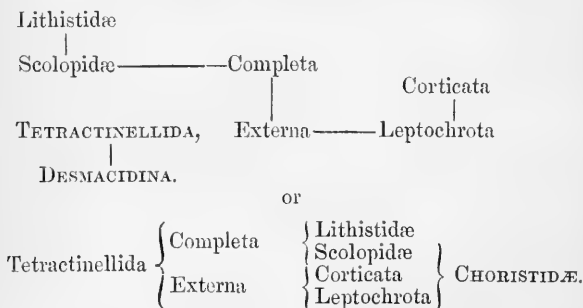 Lithistidæ
Scolopidæ Completa
Corticata
TETRACTINELLIDA, Externa Leptochrota
DESMACIDINA.
or
Tetractinellida { Completa { Lithistidæ
{ Scolopidæ
{ Externa { Corticata
{ Leptochrota } CHORISTIDÆ.